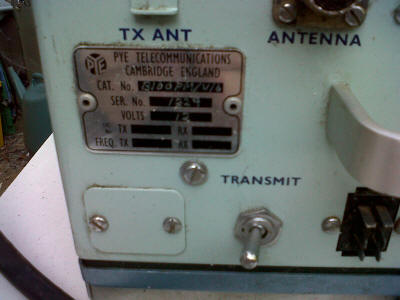 TX ANT
ANTENNA
PYE TELECOMMUNICATIONS
CAMBRIDGE ENGLAND
PYE
CAT. No.
SER. No.
VOLTS 12
TX RX
FREQ. TX RX
TRANSMIT